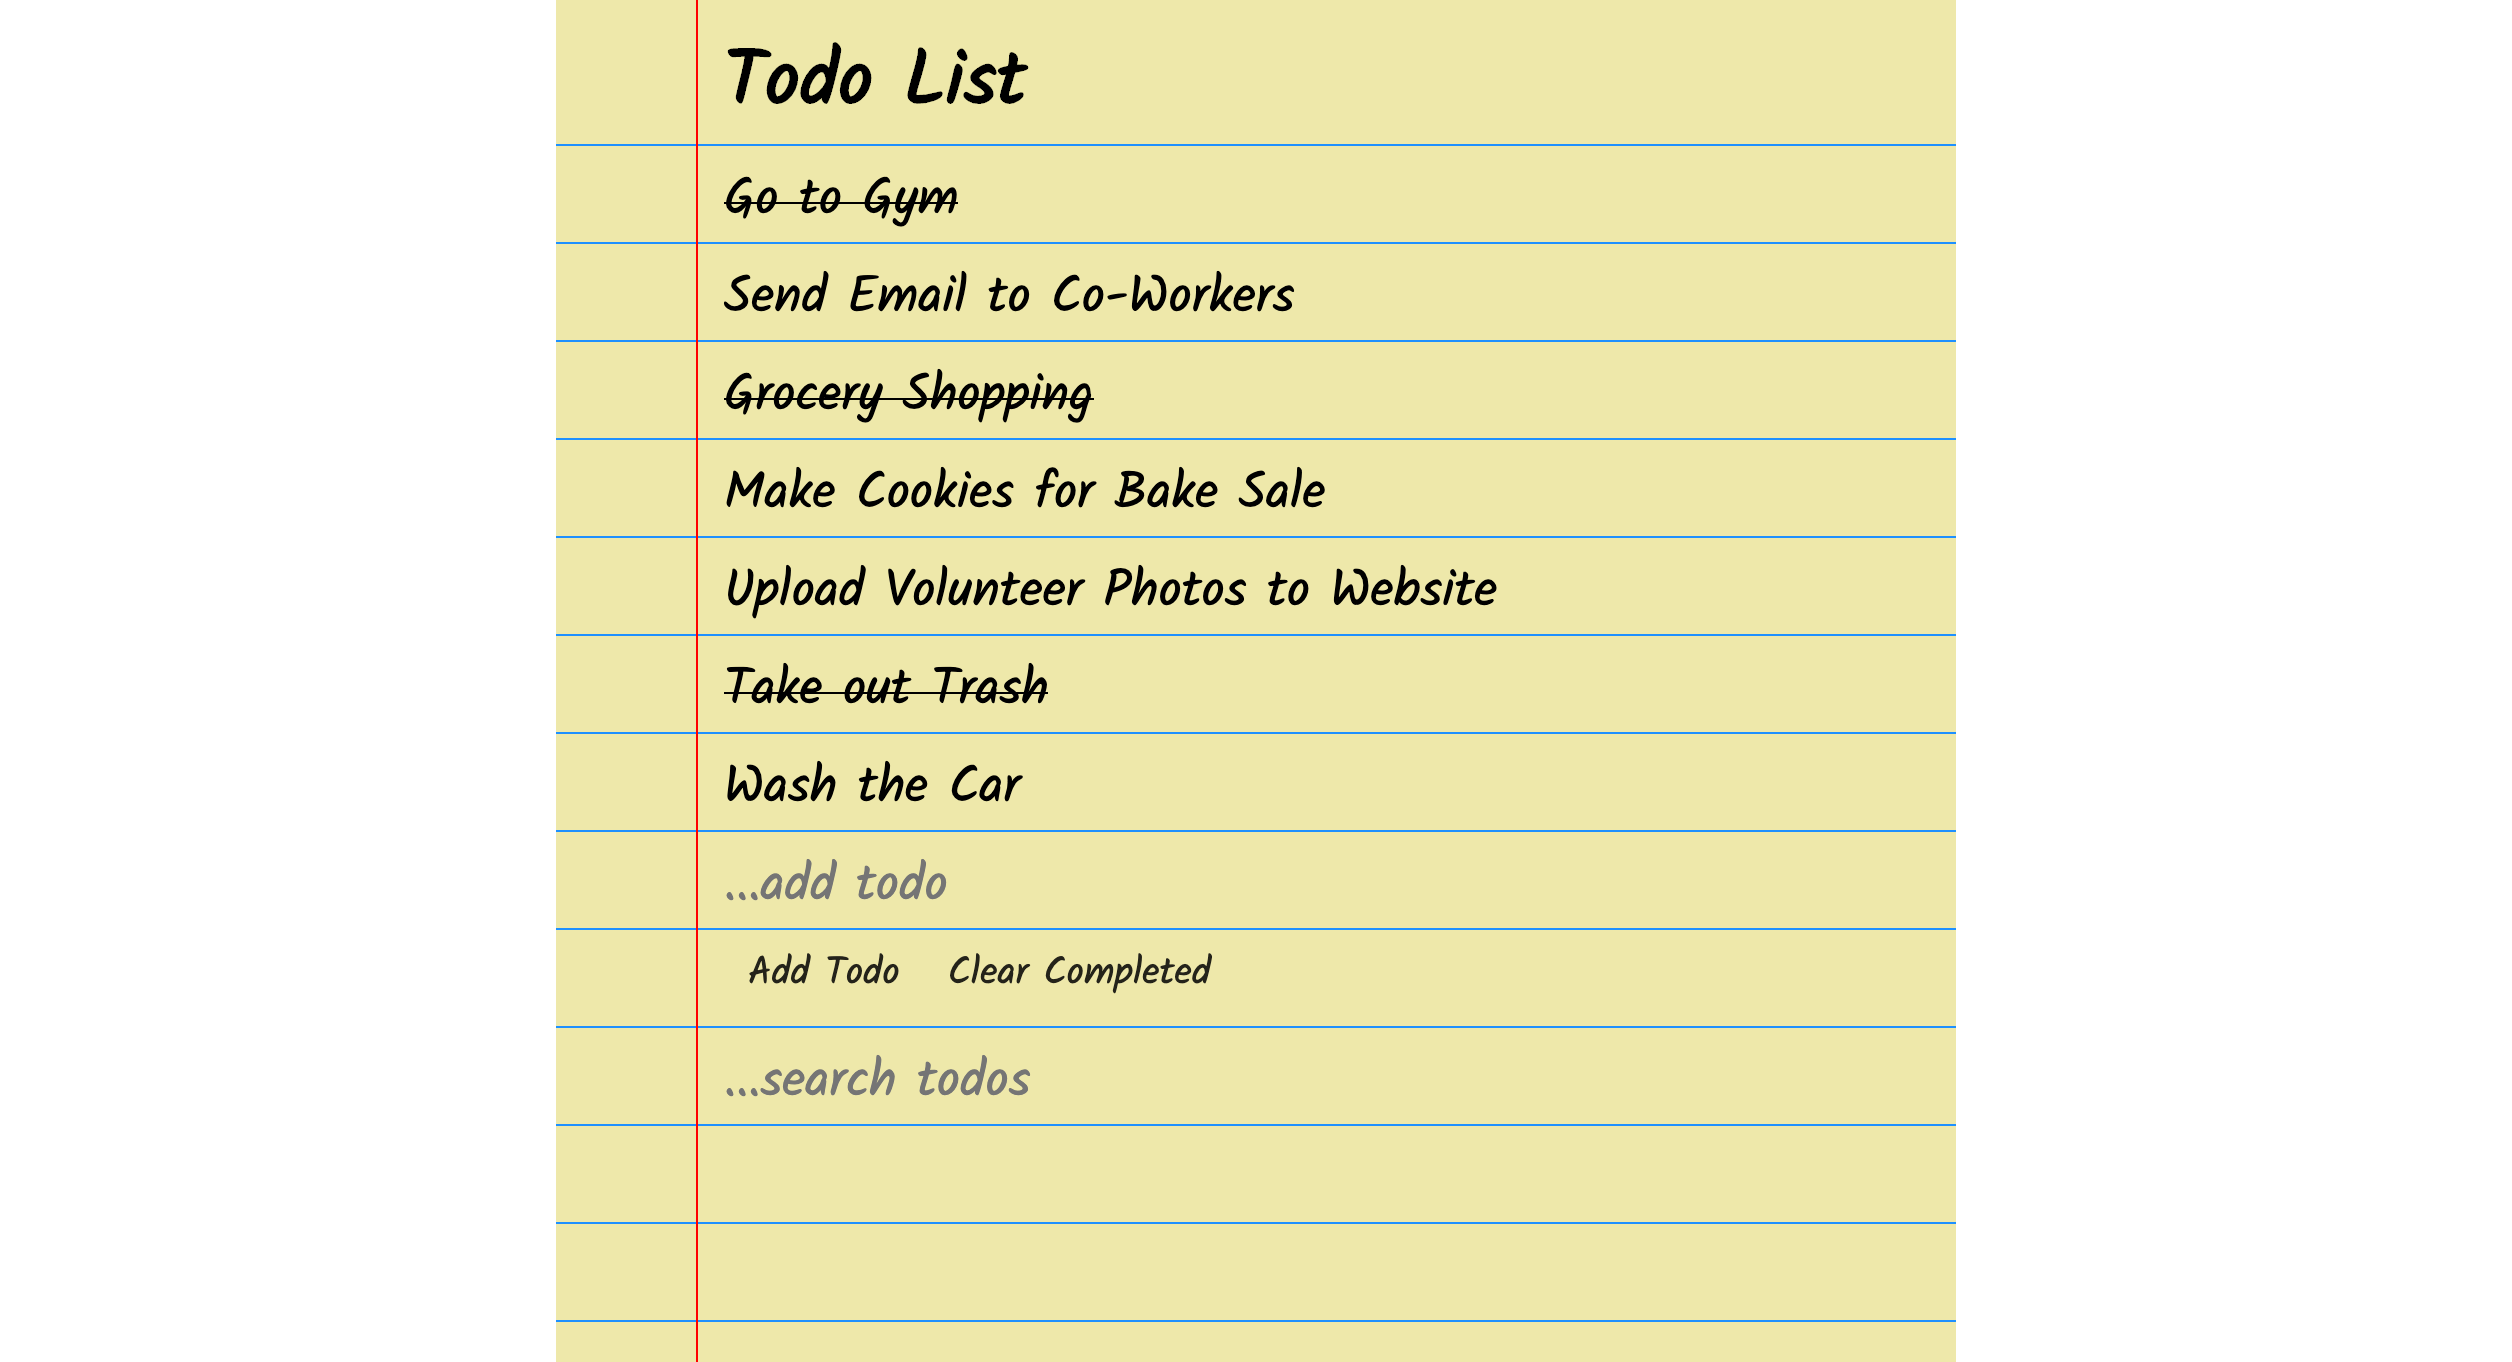 Todo List
Go to Gym
Send Email to Co-Workers
Grocery Shopping
Make Cookies for Bake Sale
Upload Volunteer Photos to Website
Take out Trash
Wash the Car
...add todo
Add Todo Clear Completed
...search todos